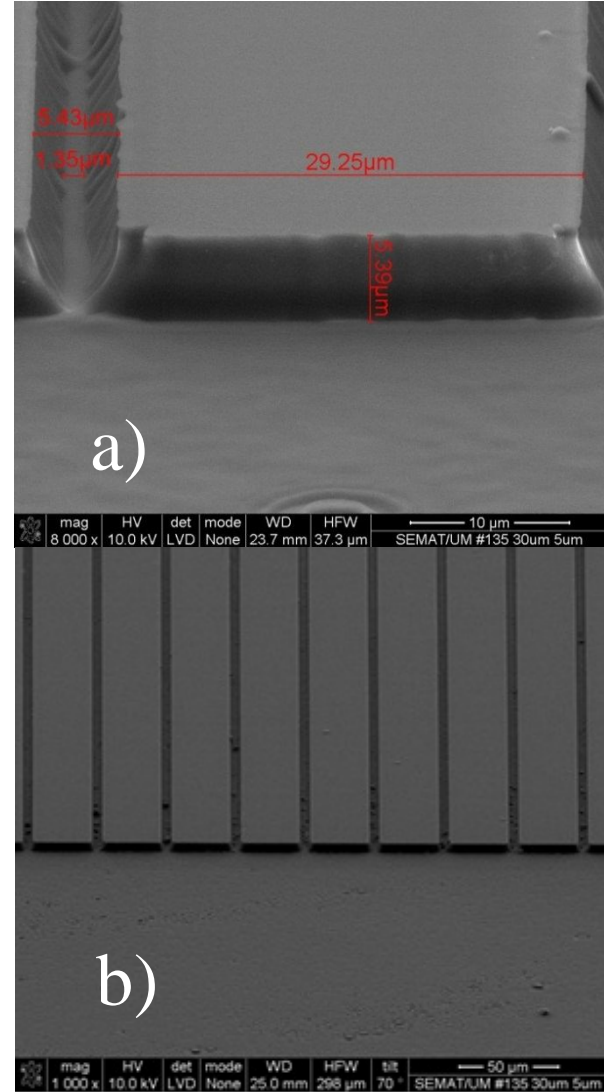 5.43µm
1.35µm
29.25µm
5.39µm
a)
mag HV det mode WD HFW 10 µm
8 000 x 10.0 kV LVD None 23.7 mm 37.3 µm SEMAT/UM #135 30um 5um
b)
mag HV det mode WD HFW tilt 50 µm
1 000 x 10.0 kV LVD None 25.0 mm 298 µm 70 ° SEMAT/UM #135 30um 5um